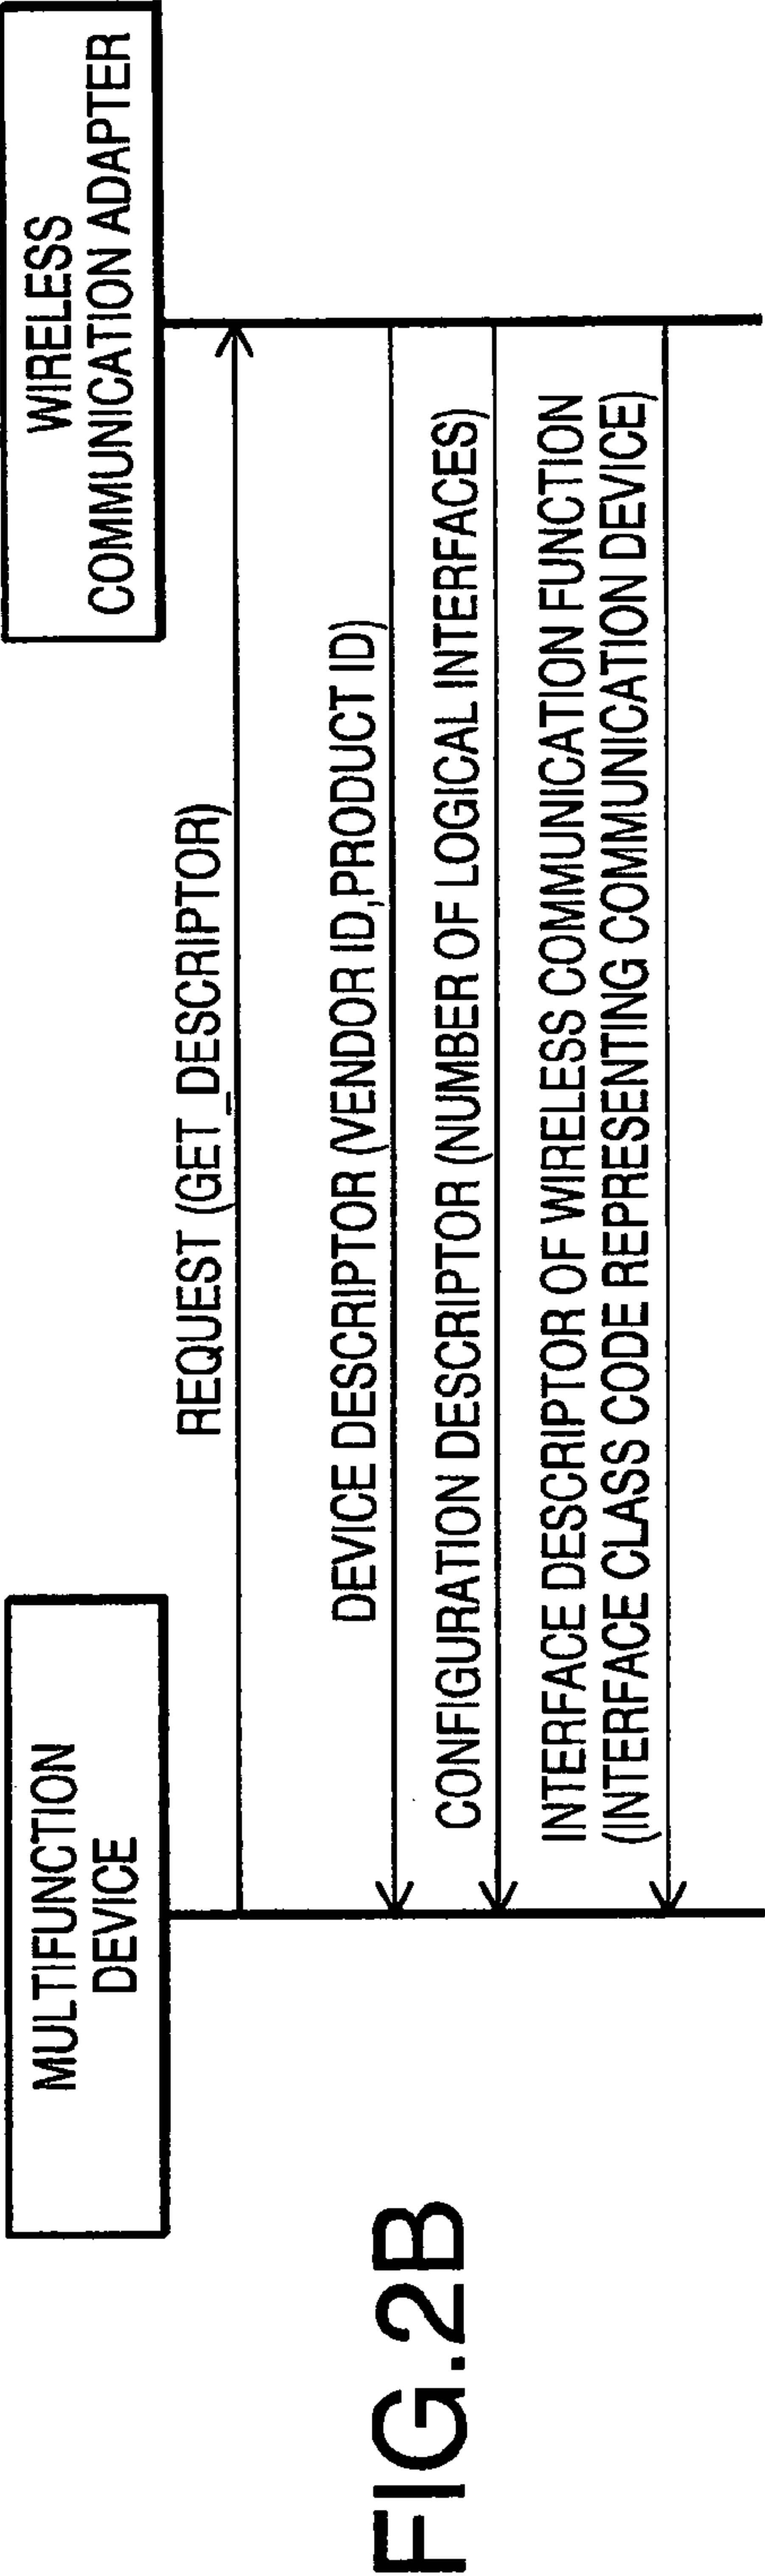 MULTIFUNCTION
DEVICE
WIRELESS
COMMUNICATION ADAPTER
REQUEST (GET_DESCRIPTOR)
DEVICE DESCRIPTOR (VENDOR ID,PRODUCT ID)
CONFIGURATION DESCRIPTOR (NUMBER OF LOGICAL INTERFACES)
INTERFACE DESCRIPTOR OF WIRELESS COMMUNICATION FUNCTION
(INTERFACE CLASS CODE REPRESENTING COMMUNICATION DEVICE)
FIG.2B